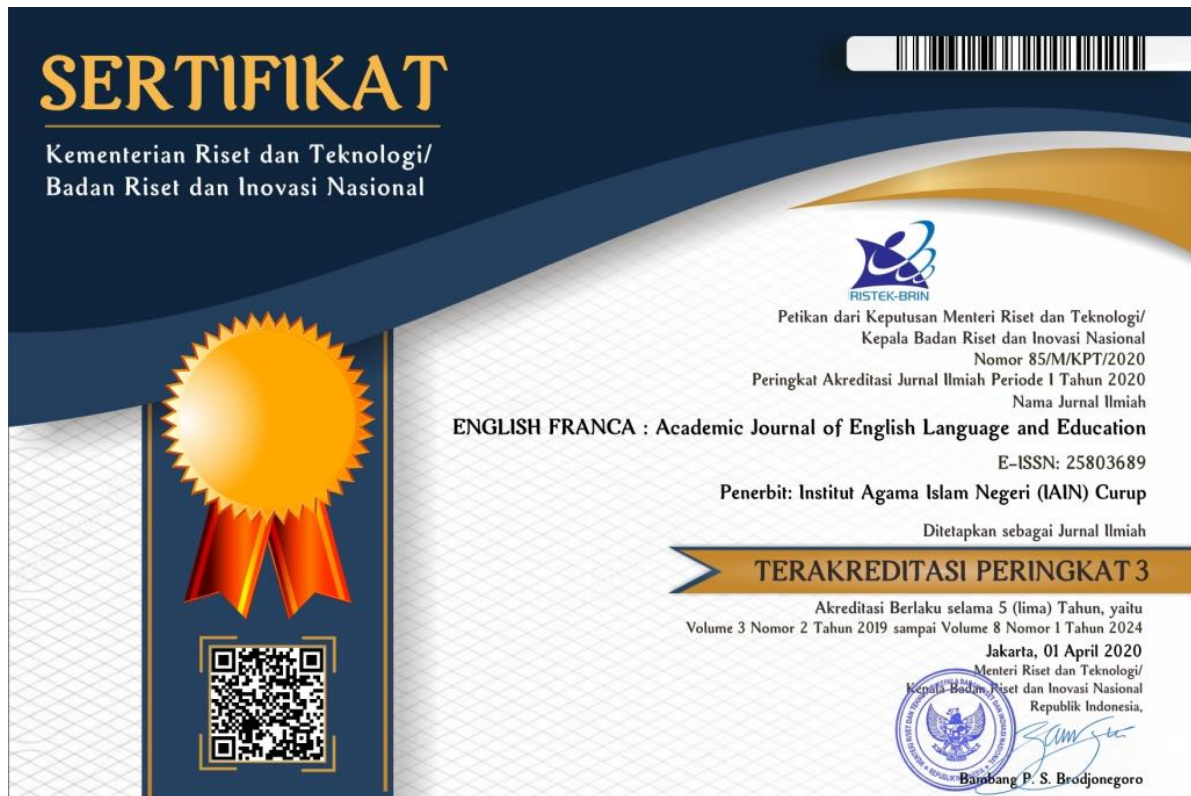 SERTIFIKAT
Kementerian Riset dan Teknologi/
Badan Riset dan Inovasi Nasional
RISTEK-BRIN
Petikan dari Keputusan Menteri Riset dan Teknologi/
Kepala Badan Riset dan Inovasi Nasional
Nomor 85/M/KPT/2020
Peringkat Akreditasi Jurnal Ilmiah Periode I Tahun 2020
Nama Jurnal Ilmiah
ENGLISH FRANCA : Academic Journal of English Language and Education
E-ISSN: 25803689
Penerbit: Institut Agama Islam Negeri (IAIN) Curup
Ditetapkan sebagai Jurnal Ilmiah
TERAKREDITASI PERINGKAT 3
Akreditasi Berlaku selama 5 (lima) Tahun, yaitu
Volume 3 Nomor 2 Tahun 2019 sampai Volume 8 Nomor 1 Tahun 2024
Jakarta, 01 April 2020
Menteri Riset dan Teknologi/
Kepala Badan Riset dan Inovasi Nasional
Republik Indonesia,
Bambang P. S. Brodjonegoro